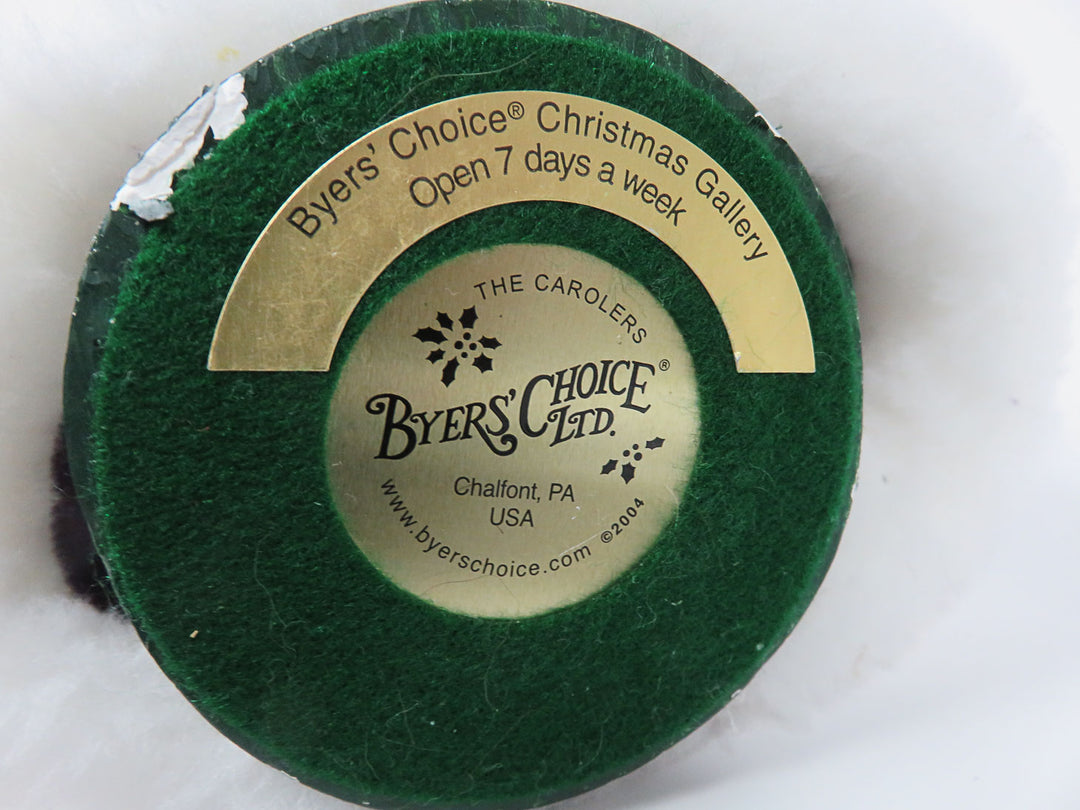 Byers' Choice® Christmas Gallery
Open 7 days a week
THE CAROLERS
BYERS' CHOICE®
LTD.
Chalfont, PA
USA
www.byerschoice.com ©2004